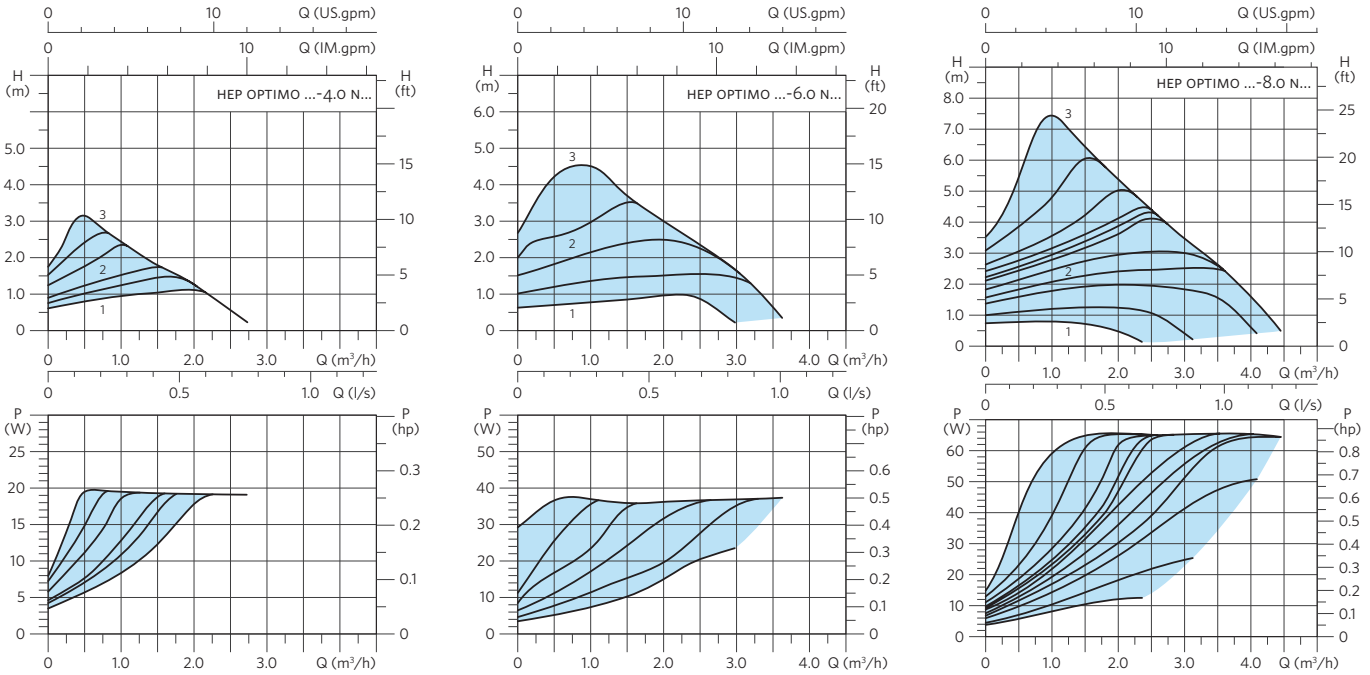 0 10 Q (US.gpm)
0 10 Q (IM.gpm)
H (m) H (ft)
HEP OPTIMO ...-4.0 N...
5.0 15
4.0
3.0 3 10
2.0 2 5
1.0 1
0 0
0 1.0 2.0 3.0 Q (m³/h)
0 0.5 1.0 Q (l/s)
P (W) P (hp)
25 0.3
20
15 0.2
10 0.1
5
0 0
0 1.0 2.0 3.0 Q (m³/h)
0 10 Q (US.gpm)
0 10 Q (IM.gpm)
H (m) H (ft)
HEP OPTIMO ...-6.0 N...
6.0 20
5.0 15
4.0 3
3.0 2 10
2.0 5
1.0 1
0 0
0 1.0 2.0 3.0 4.0 Q (m³/h)
0 0.5 1.0 Q (l/s)
P (W) P (hp)
50 0.6
40 0.5
30 0.4
20 0.3
0.2
10 0.1
0 0
0 1.0 2.0 3.0 4.0 Q (m³/h)
0 10 Q (US.gpm)
0 10 Q (IM.gpm)
H (m) H (ft)
HEP OPTIMO ...-8.0 N...
8.0 25
7.0 3
6.0 20
5.0 15
4.0
3.0 10
2.0 2 5
1.0 1
0 0
0 1.0 2.0 3.0 4.0 Q (m³/h)
0 0.5 1.0 Q (l/s)
P (W) P (hp)
60 0.8
50 0.7
0.6
40 0.5
30 0.4
0.3
20 0.2
10 0.1
0 0
0 1.0 2.0 3.0 4.0 Q (m³/h)